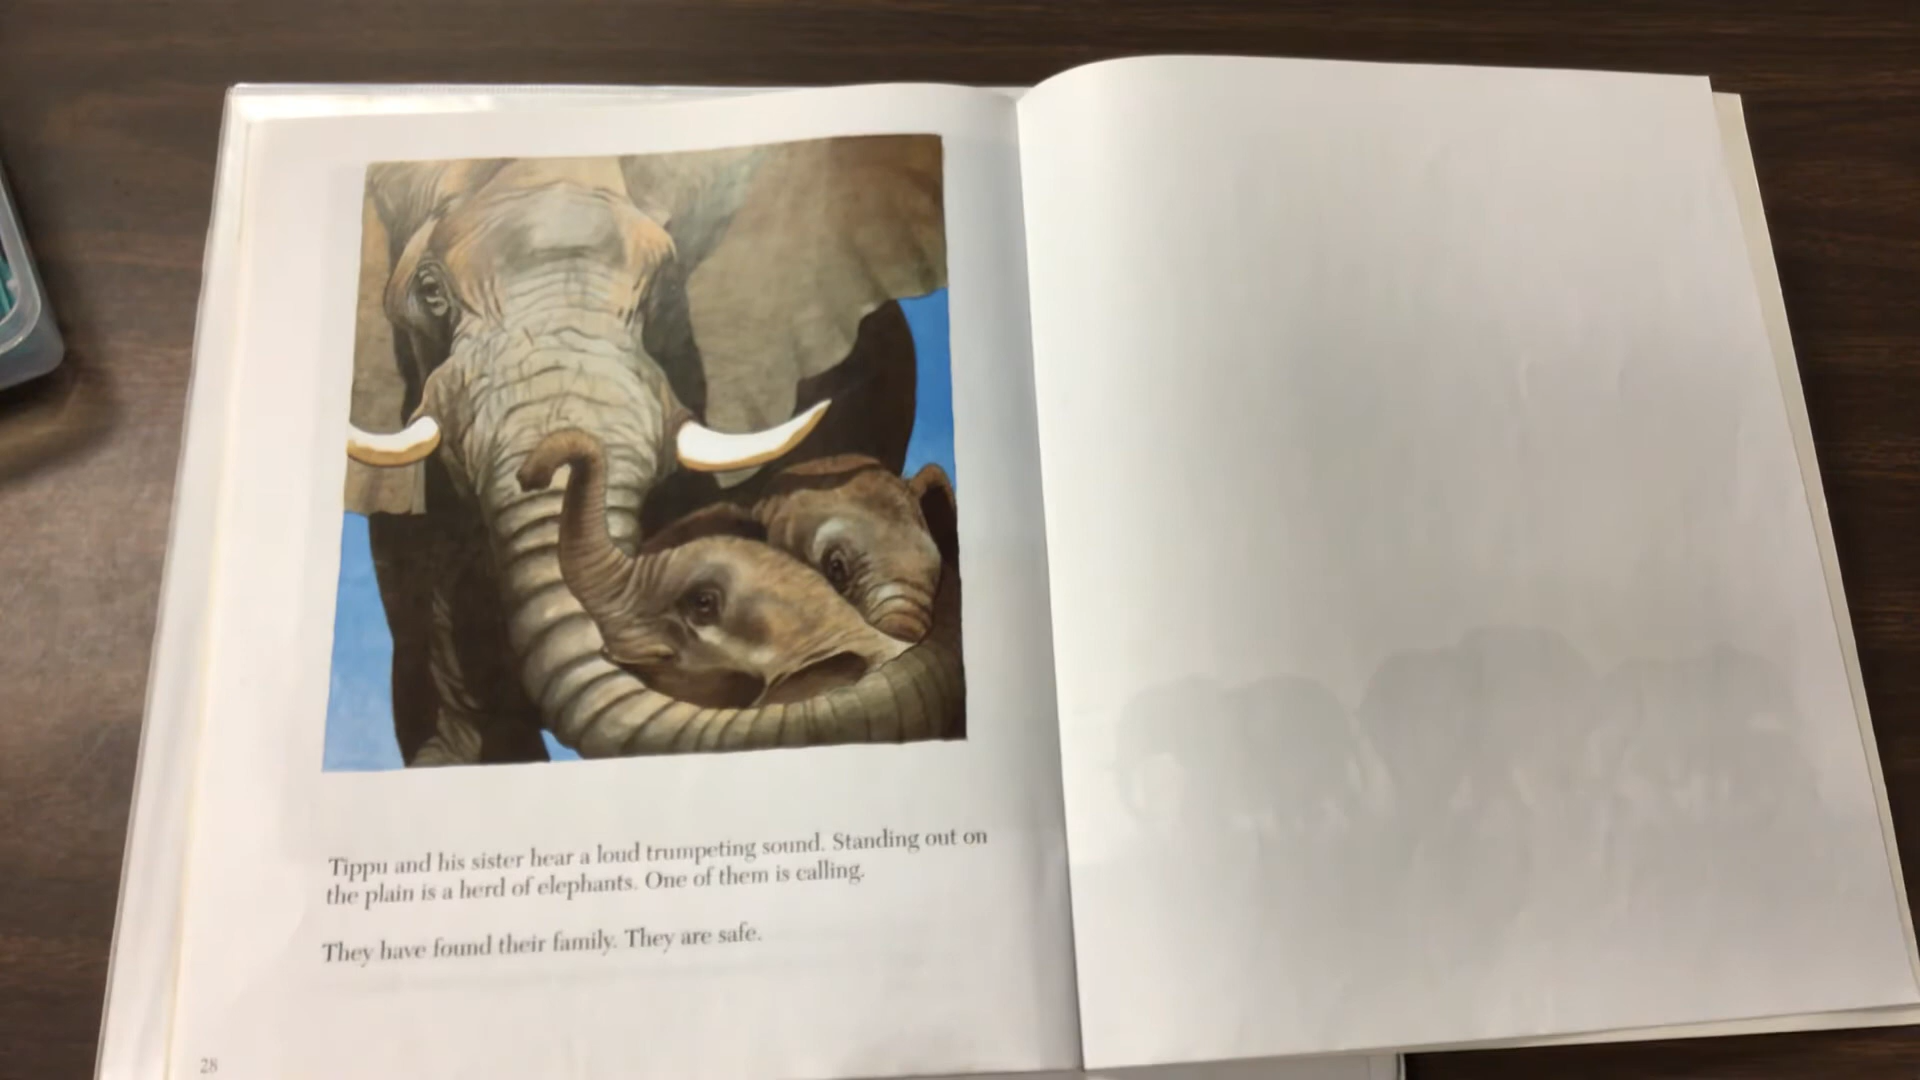 Tippu and his sister hear a loud trumpeting sound. Standing out on
the plain is a herd of elephants. One of them is calling.
They have found their family. They are safe.
28